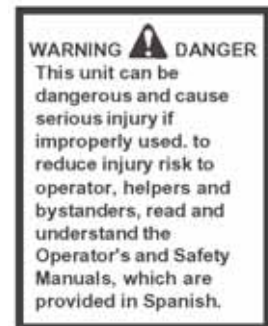 WARNING DANGER
This unit can be
dangerous and cause
serious injury if
improperly used. to
reduce injury risk to
operator, helpers and
bystanders, read and
understand the
Operator's and Safety
Manuals, which are
provided in Spanish.